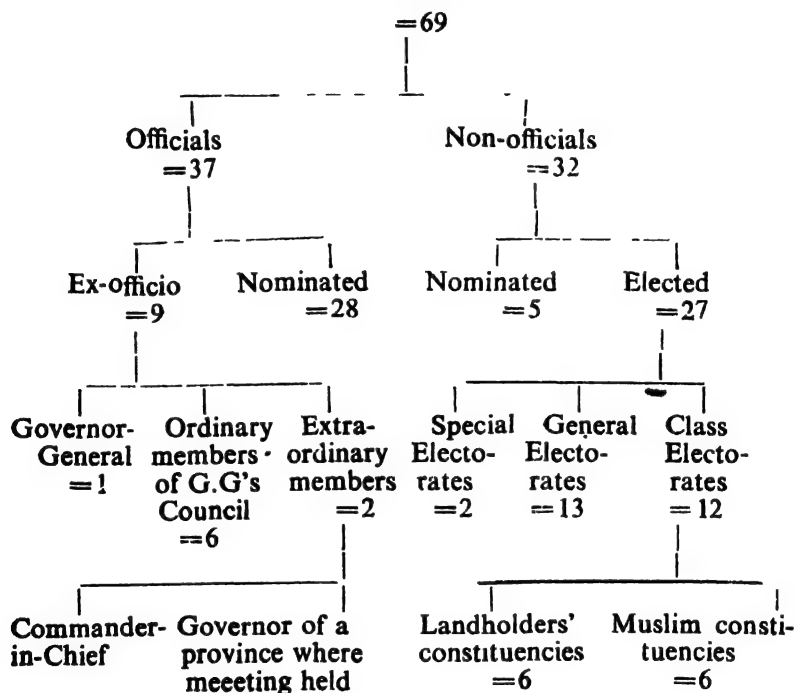 =69
Officials
=37
Non-officials
=32
Ex-officio
=9
Nominated
=28
Nominated
=5
Elected
=27
Governor-
General
=1
Ordinary
members
of G.G's
Council
=6
Extra-
ordinary
members
=2
Special
Electo-
rates
=2
General
Electo-
rates
=13
Class
Electo-
rates
=12
Commander-
in-Chief
Governor of a
province where
meeeting held
Landholders'
constituencies
=6
Muslim consti-
tuencies
=6